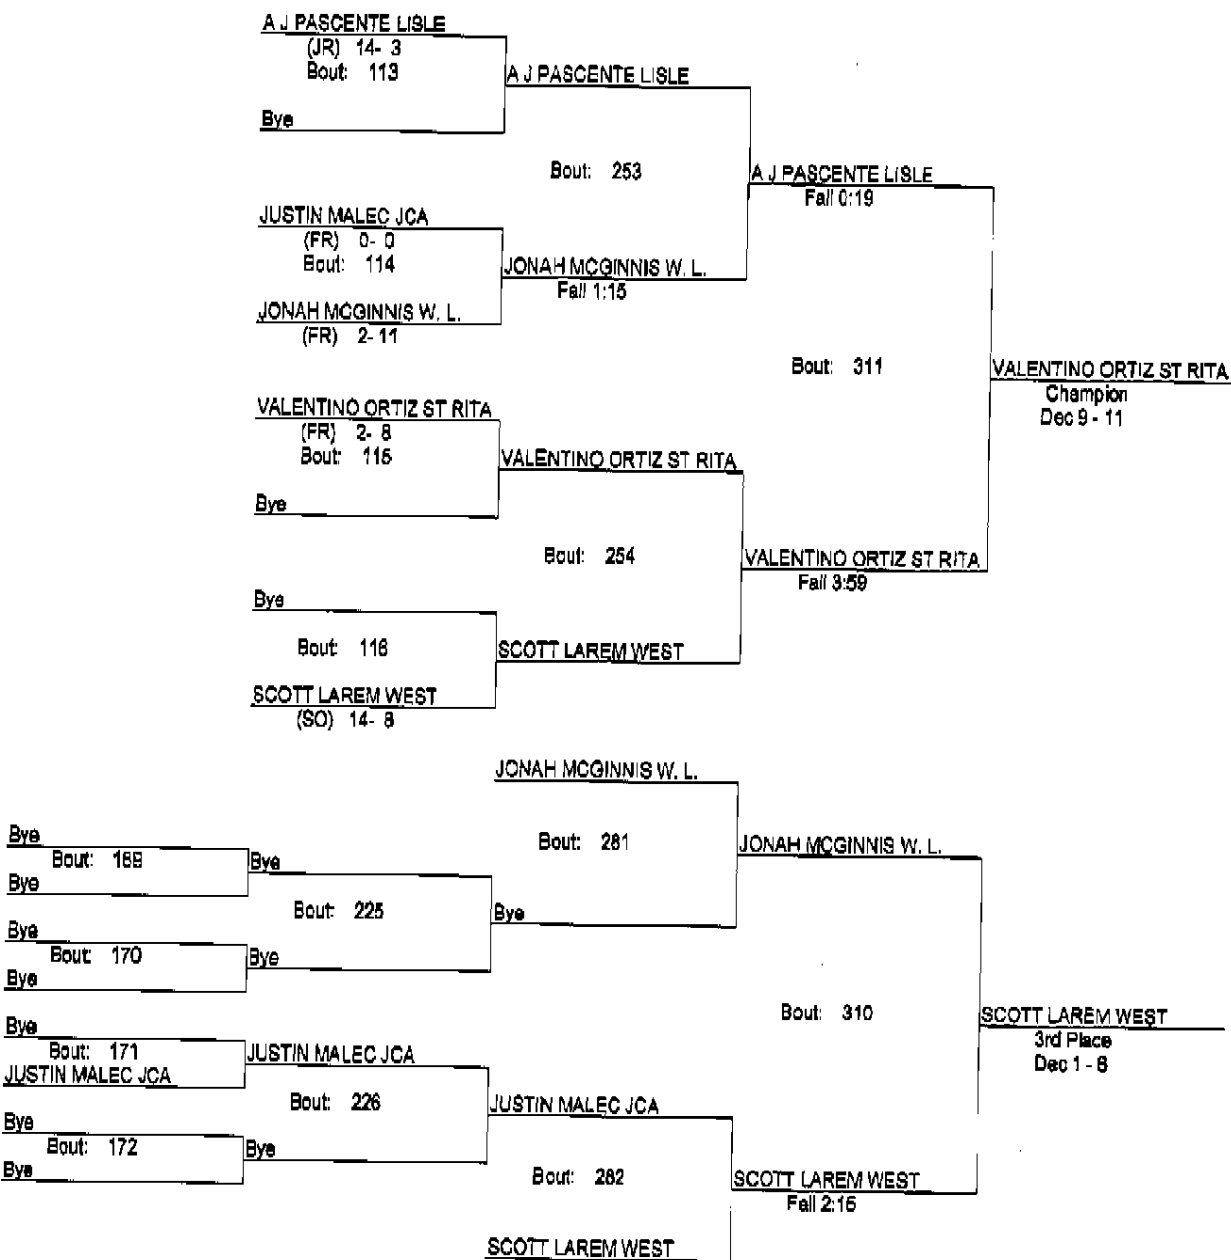 A J PASCENTE LISLE
(JR) 14- 3
Bout: 113
A J PASCENTE LISLE
Bye
Bout: 253
A J PASCENTE LISLE
Fall 0:19
JUSTIN MALEC JCA
(FR) 0- 0
Bout: 114
JONAH MCGINNIS W. L.
Fall 1:15
JONAH MCGINNIS W. L.
(FR) 2- 11
Bout: 311
VALENTINO ORTIZ ST RITA
Champion
Dec 9 - 11
VALENTINO ORTIZ ST RITA
(FR) 2- 8
Bout: 115
VALENTINO ORTIZ ST RITA
Bye
Bout: 254
VALENTINO ORTIZ ST RITA
Fall 3:59
Bye
Bout: 116
SCOTT LAREM WEST
SCOTT LAREM WEST
(SO) 14- 8
JONAH MCGINNIS W. L.
Bye
Bout: 169
Bye
Bye
Bout: 281
JONAH MCGINNIS W. L.
Bout: 225
Bye
Bye
Bout: 170
Bye
Bye
Bout: 310
SCOTT LAREM WEST
3rd Place
Dec 1 - 6
Bye
Bout: 171
JUSTIN MALEC JCA
JUSTIN MALEC JCA
Bout: 226
JUSTIN MALEC JCA
Bye
Bout: 172
Bye
Bye
Bout: 282
SCOTT LAREM WEST
Fall 2:15
SCOTT LAREM WEST